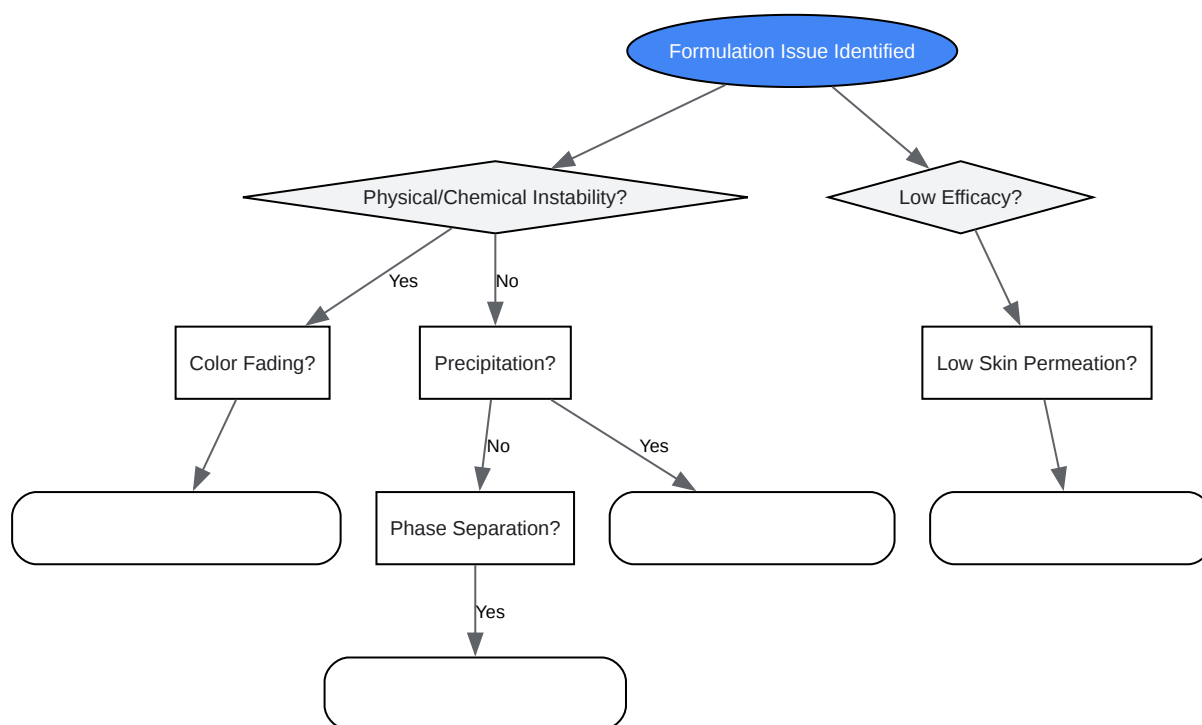 Formulation Issue Identified
Physical/Chemical Instability?
Low Efficacy?
Yes
No
Color Fading?
Precipitation?
Low Skin Permeation?
No
Yes
Phase Separation?
Yes